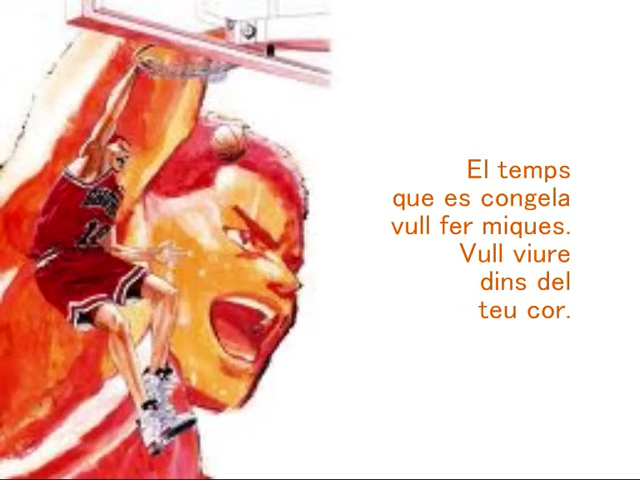 El temps
que es congela
vull fer miques.
Vull viure
dins del
teu cor.